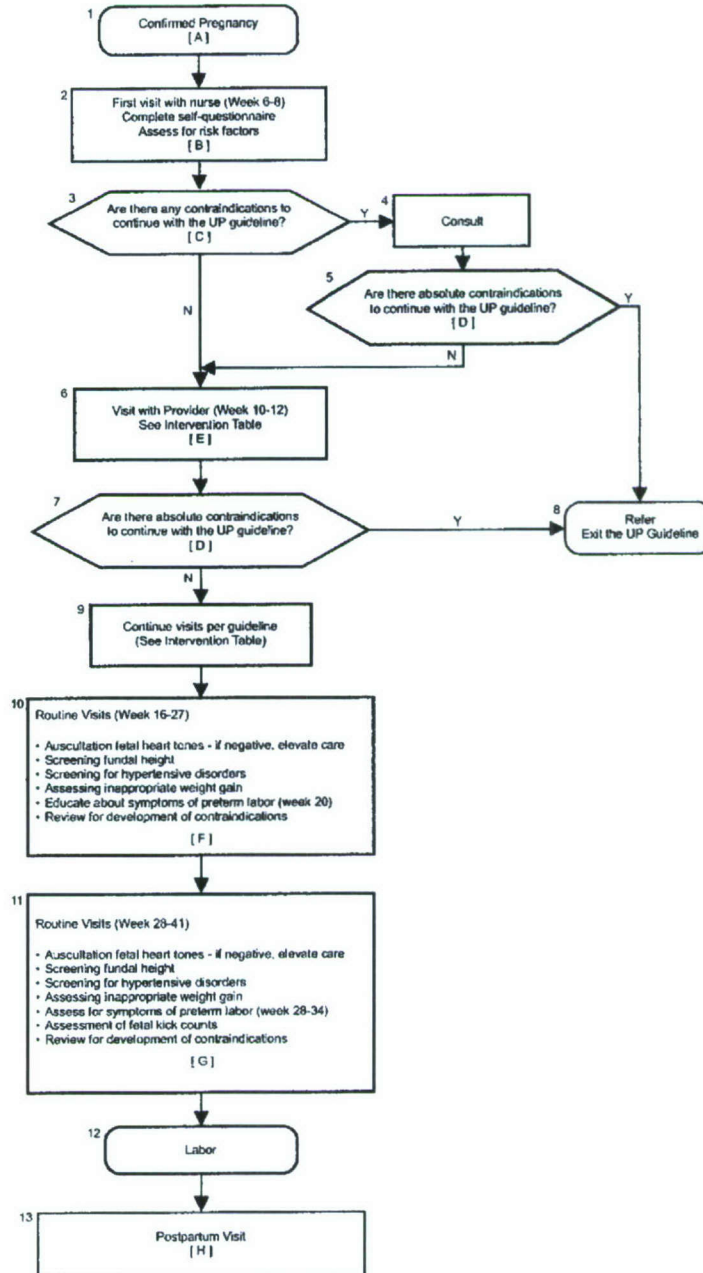 1
Confirmed Pregnancy
[ A ]
2
First visit with nurse (Week 6-8)
Complete self-questionnaire
Assess for risk factors
[ B ]
3
Are there any contraindications to
continue with the UP guideline?
[ C ]
Y
4
Consult
5
Are there absolute contraindications
to continue with the UP guideline?
[ D ]
Y
N
N
6
Visit with Provider (Week 10-12)
See Intervention Table
[ E ]
7
Are there absolute contraindications
to continue with the UP guideline?
[ D ]
Y
8
Refer
Exit the UP Guideline
N
9
Continue visits per guideline
(See Intervention Table)
10
Routine Visits (Week 16-27)
• Auscultation fetal heart tones - if negative, elevate care
• Screening fundal height
• Screening for hypertensive disorders
• Assessing inappropriate weight gain
• Educate about symptoms of preterm labor (week 20)
• Review for development of contraindications
[ F ]
11
Routine Visits (Week 28-41)
• Auscultation fetal heart tones - if negative, elevate care
• Screening fundal height
• Screening for hypertensive disorders
• Assessing inappropriate weight gain
• Assess for symptoms of preterm labor (week 28-34)
• Assessment of fetal kick counts
• Review for development of contraindications
[ G ]
12
Labor
13
Postpartum Visit
[ H ]